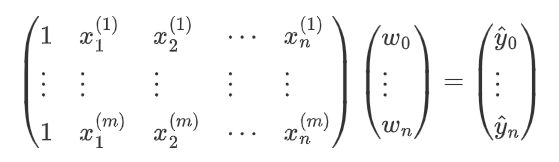 1 x_1^{(1)} x_2^{(1)} ⋯ x_n^{(1)} w_0 ŷ_0
⋮ ⋮ ⋮ ⋮ ⋮ ⋮ = ⋮
1 x_1^{(m)} x_2^{(m)} ⋯ x_n^{(m)} w_n ŷ_n